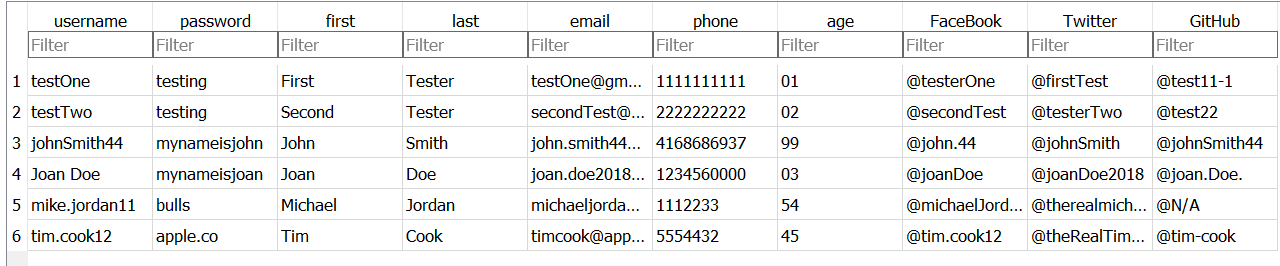 username password first last email phone age FaceBook Twitter GitHub
Filter Filter Filter Filter Filter Filter Filter Filter Filter Filter
1 testOne testing First Tester testOne@gm... 1111111111 01 @testerOne @firstTest @test11-1
2 testTwo testing Second Tester secondTest@... 2222222222 02 @secondTest @testerTwo @test22
3 johnSmith44 mynameisjohn John Smith john.smith44... 4168686937 99 @john.44 @johnSmith @johnSmith44
4 Joan Doe mynameisjoan Joan Doe joan.doe2018... 1234560000 03 @joanDoe @joanDoe2018 @joan.Doe.
5 mike.jordan11 bulls Michael Jordan michaeljorda... 1112233 54 @michaelJord... @therealmich... @N/A
6 tim.cook12 apple.co Tim Cook timcook@app... 5554432 45 @tim.cook12 @theRealTim... @tim-cook